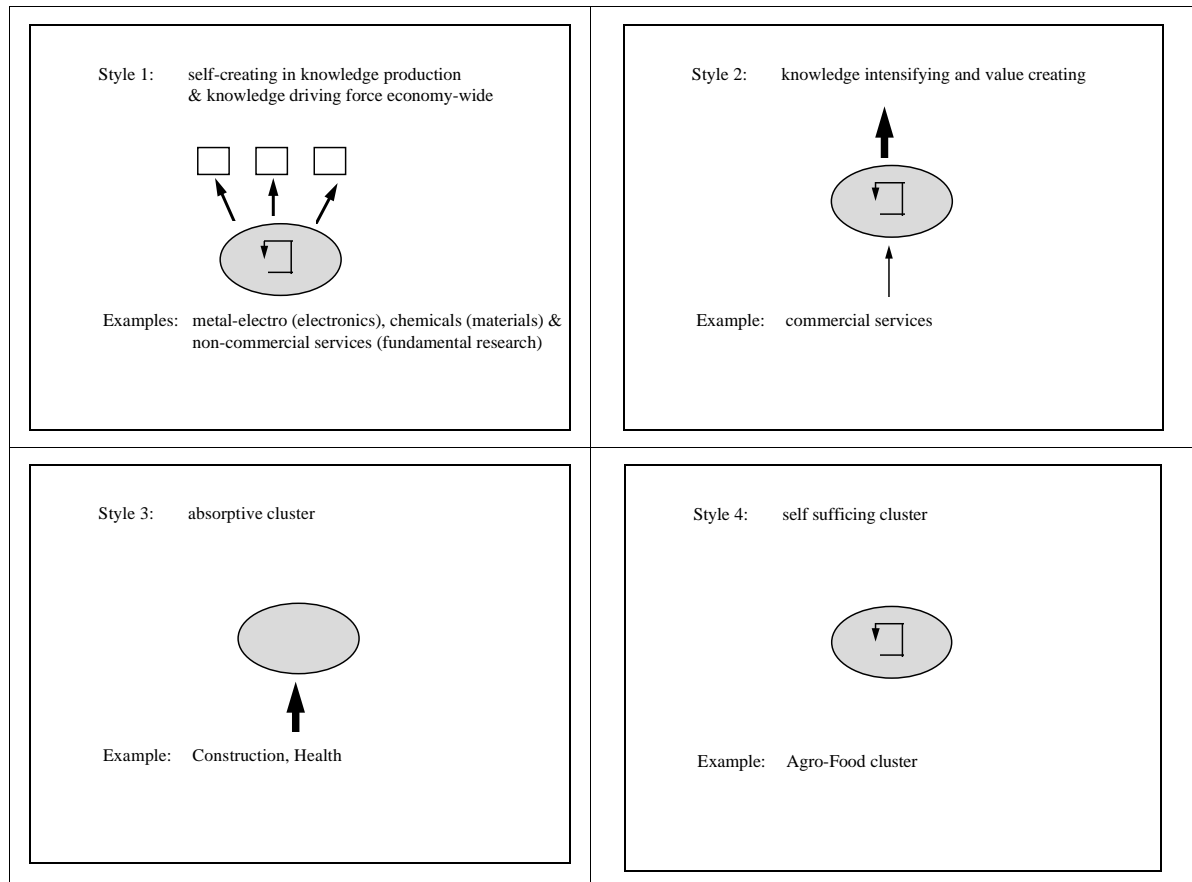 Style 1: self-creating in knowledge production
& knowledge driving force economy-wide
Examples: metal-electro (electronics), chemicals (materials) &
non-commercial services (fundamental research)
Style 2: knowledge intensifying and value creating
Example: commercial services
Style 3: absorptive cluster
Example: Construction, Health
Style 4: self sufficing cluster
Example: Agro-Food cluster